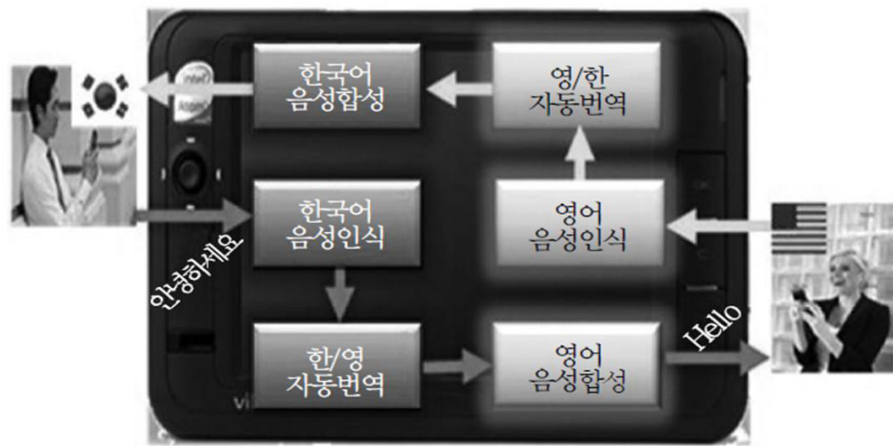 한국어
음성합성
영/한
자동번역
한국어
음성인식
영어
음성인식
안녕하세요
한/영
자동번역
영어
음성합성
Hello